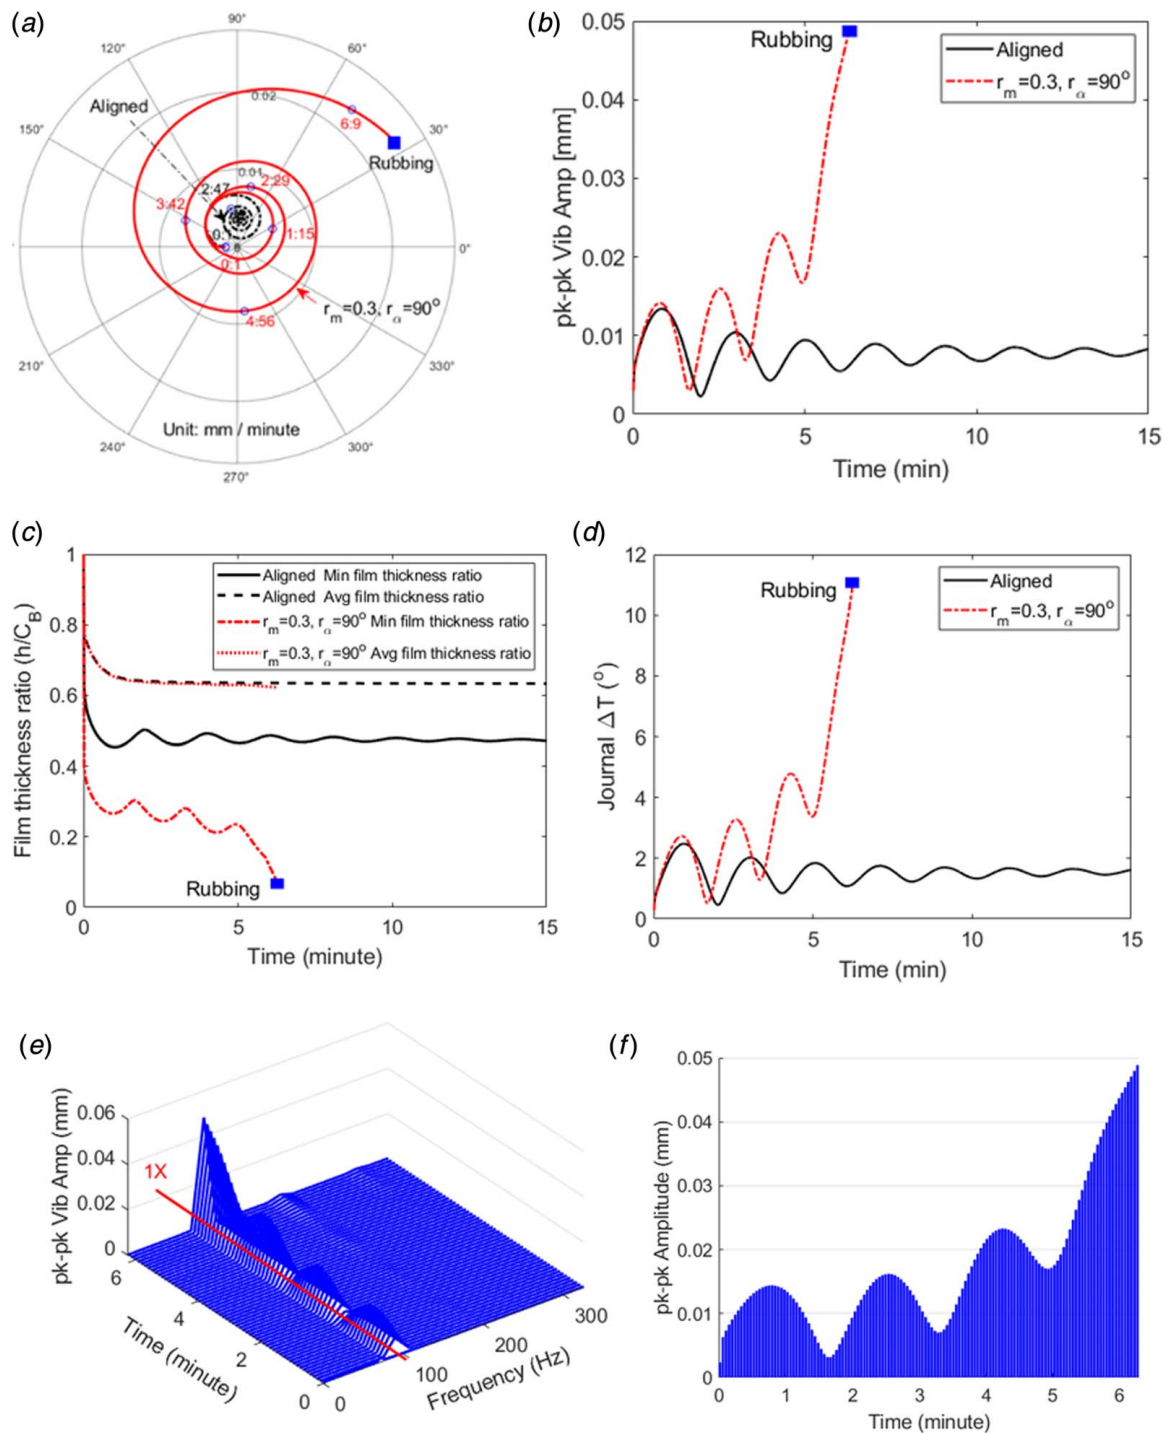 (a)
90°
120°
60°
Aligned
0.02
150°
6:9
30°
Rubbing
0.01
2:47
2:29
3:42
0:1
1:15
0°
0:1
r_m=0.3, r_α=90°
4:56
210°
330°
Unit: mm / minute
240°
300°
270°
(b)
0.05
Rubbing
Aligned
r_m=0.3, r_α=90°
0.04
0.03
0.02
0.01
0
pk-pk Vib Amp [mm]
0 5 10 15
Time (min)
(c)
1
Aligned Min film thickness ratio
Aligned Avg film thickness ratio
r_m=0.3, r_α=90° Min film thickness ratio
r_m=0.3, r_α=90° Avg film thickness ratio
0.8
0.6
0.4
0.2
0
Film thickness ratio (h/C_B)
Rubbing
0 5 10 15
Time (minute)
(d)
12
Rubbing
Aligned
r_m=0.3, r_α=90°
10
8
6
4
2
0
Journal ΔT (°)
0 5 10 15
Time (min)
(e)
0.06
0.04
0.02
0
pk-pk Vib Amp (mm)
1X
6
4
2
0
Time (minute)
0
100
200
300
Frequency (Hz)
(f)
0.05
0.04
0.03
0.02
0.01
0
pk-pk Amplitude (mm)
0 1 2 3 4 5 6
Time (minute)